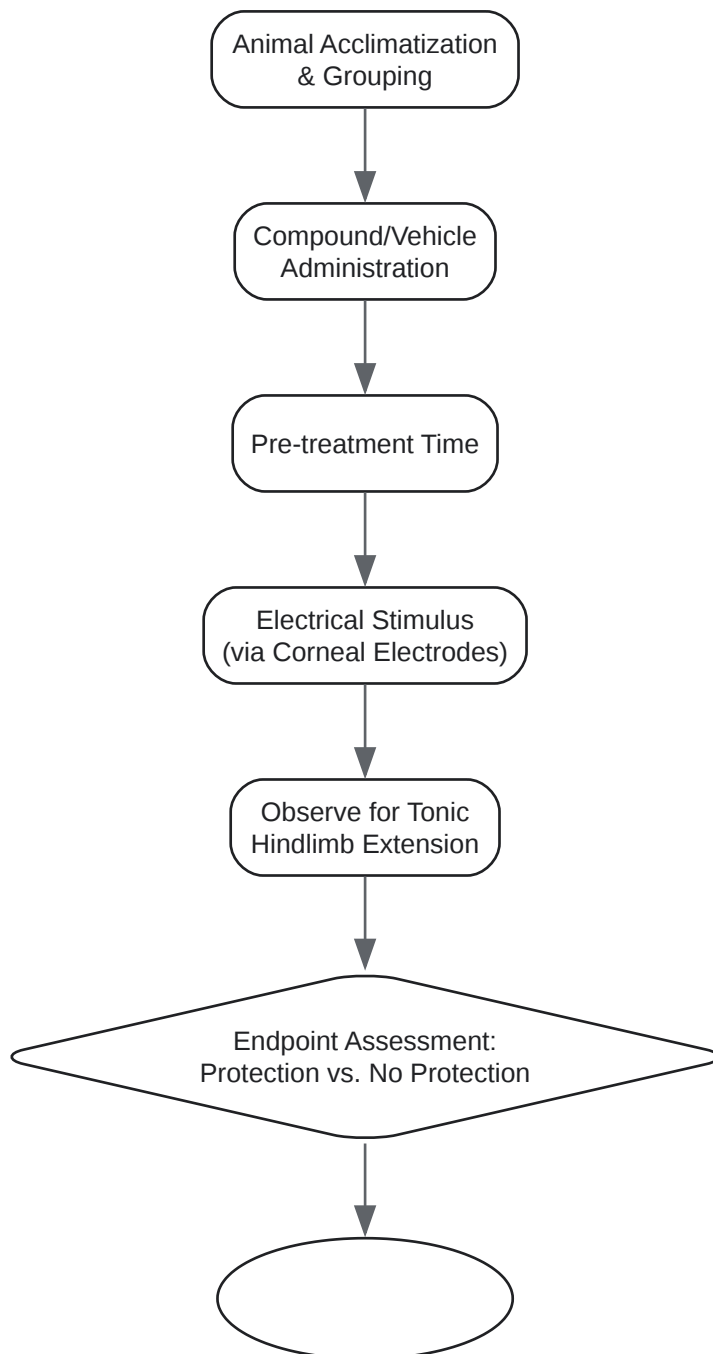 Animal Acclimatization
& Grouping
Compound/Vehicle
Administration
Pre-treatment Time
Electrical Stimulus
(via Corneal Electrodes)
Observe for Tonic
Hindlimb Extension
Endpoint Assessment:
Protection vs. No Protection